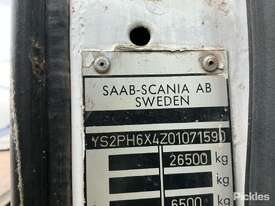 SAAB-SCANIA AB
SWEDEN
YS2PH6X4Z01071590
26500 kg
kg
6500 kg
Pickles